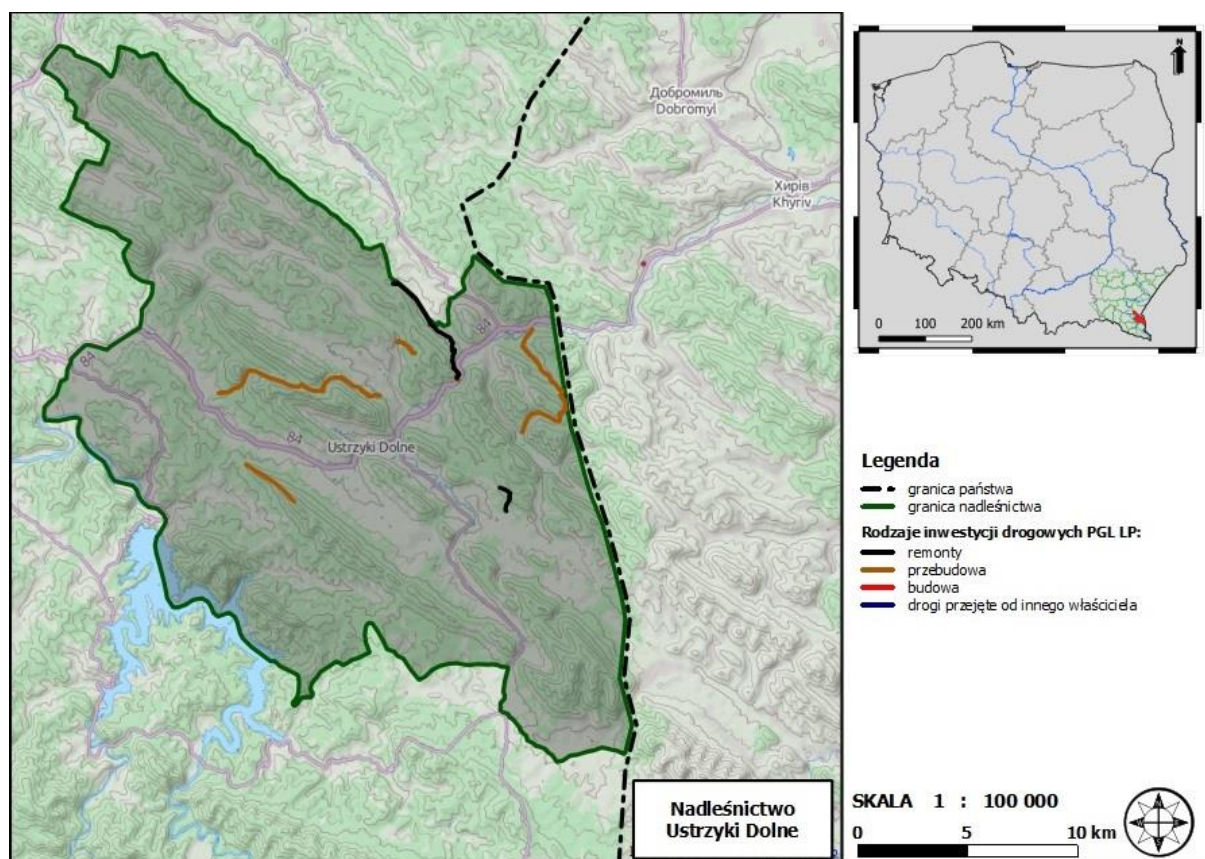 Добромиль
Dobromyl
Хирів
Khyriv
84
84
84
Ustrzyki Dolne
Nadleśnictwo
Ustrzyki Dolne
N
0 100 200 km
Legenda
granica państwa
granica nadleśnictwa
Rodzaje inwestycji drogowych PGL LP:
remonty
przebudowa
budowa
drogi przejęte od innego właściciela
SKALA 1 : 100 000
0 5 10 km